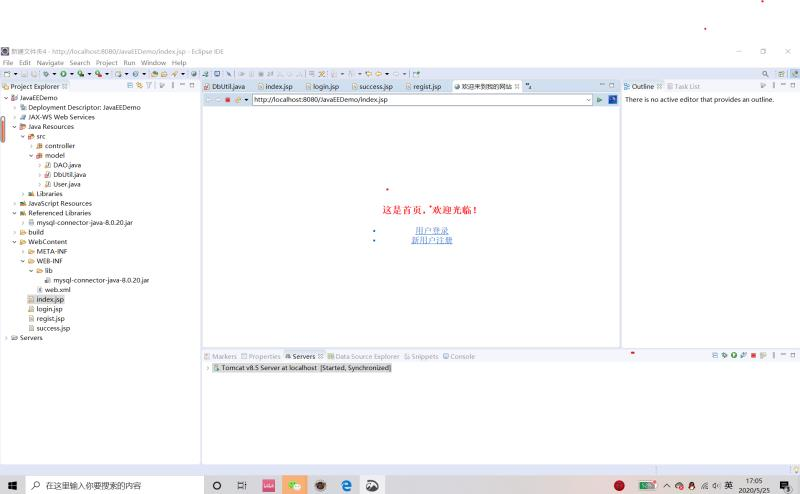 新建文件夹4 - http://localhost:8080/JavaEEDemo/index.jsp - Eclipse IDE
File Edit Navigate Search Project Run Window Help
Project Explorer
DbUtil.java index.jsp login.jsp success.jsp regist.jsp 欢迎来到我的网站
Outline Task List
JavaEEDemo
http://localhost:8080/JavaEEDemo/index.jsp
There is no active editor that provides an outline.
Deployment Descriptor: JavaEEDemo
JAX-WS Web Services
Java Resources
src
controller
model
DAO.java
DbUtil.java
User.java
Libraries
JavaScript Resources
Referenced Libraries
mysql-connector-java-8.0.20.jar
build
WebContent
META-INF
WEB-INF
lib
mysql-connector-java-8.0.20.jar
web.xml
index.jsp
login.jsp
regist.jsp
success.jsp
Servers
这是首页，欢迎光临！
用户登录
新用户注册
Markers Properties Servers Data Source Explorer Snippets Console
Tomcat v8.5 Server at localhost [Started, Synchronized]
在这里输入你要搜索的内容
英
17:05
2020/5/25